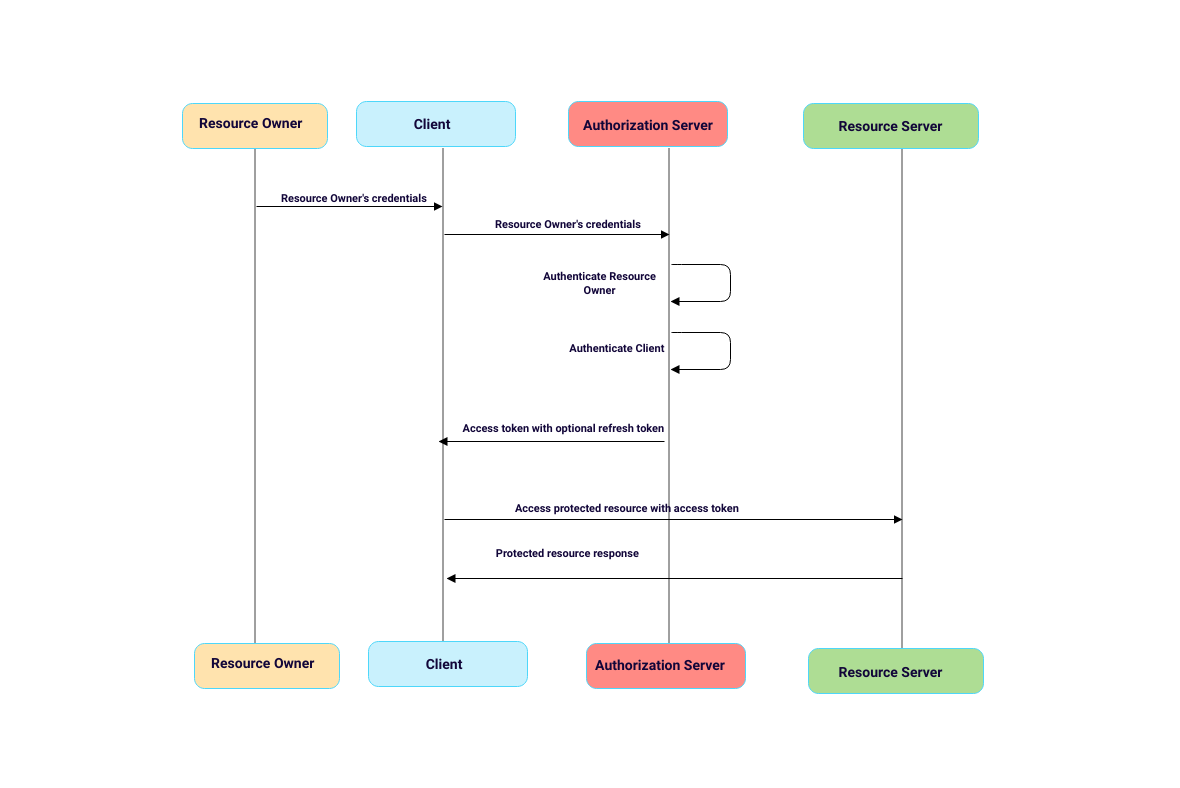 Resource Owner
Client
Authorization Server
Resource Server
Resource Owner's credentials
Resource Owner's credentials
Authenticate Resource
Owner
Authenticate Client
Access token with optional refresh token
Access protected resource with access token
Protected resource response
Resource Owner
Client
Authorization Server
Resource Server